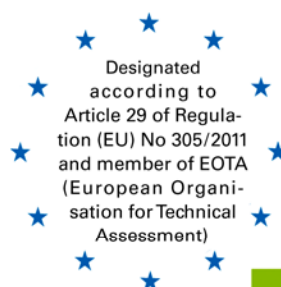 Designated
according to
Article 29 of Regula-
tion (EU) No 305/2011
and member of EOTA
(European Organi-
sation for Technical
Assessment)